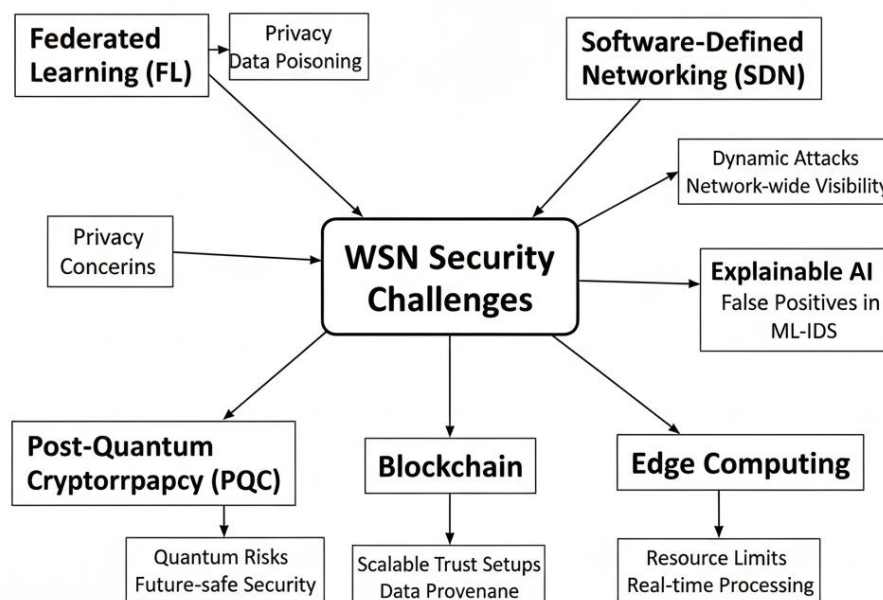 Federated
Learning (FL)
Privacy
Data Poisoning
Software-Defined
Networking (SDN)
Dynamic Attacks
Network-wide Visibility
Privacy
Concerins
WSN Security
Challenges
Explainable AI
False Positives in
ML-IDS
Post-Quantum
Cryptorrpapcy (PQC)
Blockchain
Edge Computing
Quantum Risks
Future-safe Security
Scalable Trust Setups
Data Provenane
Resource Limits
Real-time Processing